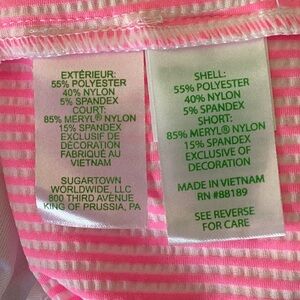 EXTÉRIEUR:
55% POLYESTER
40% NYLON
5% SPANDEX
COURT:
85% MERYL® NYLON
15% SPANDEX
EXCLUSIF DE
DÉCORATION
FABRIQUÉ AU
VIETNAM
SUGARTOWN
WORLDWIDE, LLC
800 THIRD AVENUE
KING OF PRUSSIA, PA
SHELL:
55% POLYESTER
40% NYLON
5% SPANDEX
SHORT:
85% MERYL® NYLON
15% SPANDEX
EXCLUSIVE OF
DECORATION
MADE IN VIETNAM
RN #88189
SEE REVERSE
FOR CARE